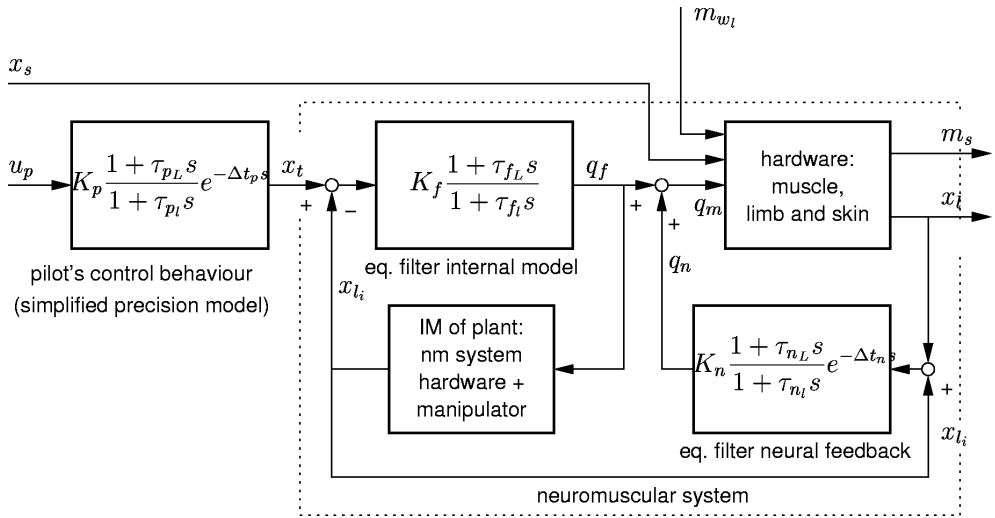 m_{w_l}
x_s
u_p
K_p \frac{1 + \tau_{p_L} s}{1 + \tau_{p_l} s} e^{-\Delta t_p s}
x_t
+
−
K_f \frac{1 + \tau_{f_L} s}{1 + \tau_{f_l} s}
q_f
+
+
q_m
q_n
hardware:
muscle,
limb and skin
m_s
x_l
pilot's control behaviour
(simplified precision model)
eq. filter internal model
x_{l_i}
IM of plant:
nm system
hardware +
manipulator
K_n \frac{1 + \tau_{n_L} s}{1 + \tau_{n_l} s} e^{-\Delta t_n s}
+
x_{l_i}
eq. filter neural feedback
neuromuscular system